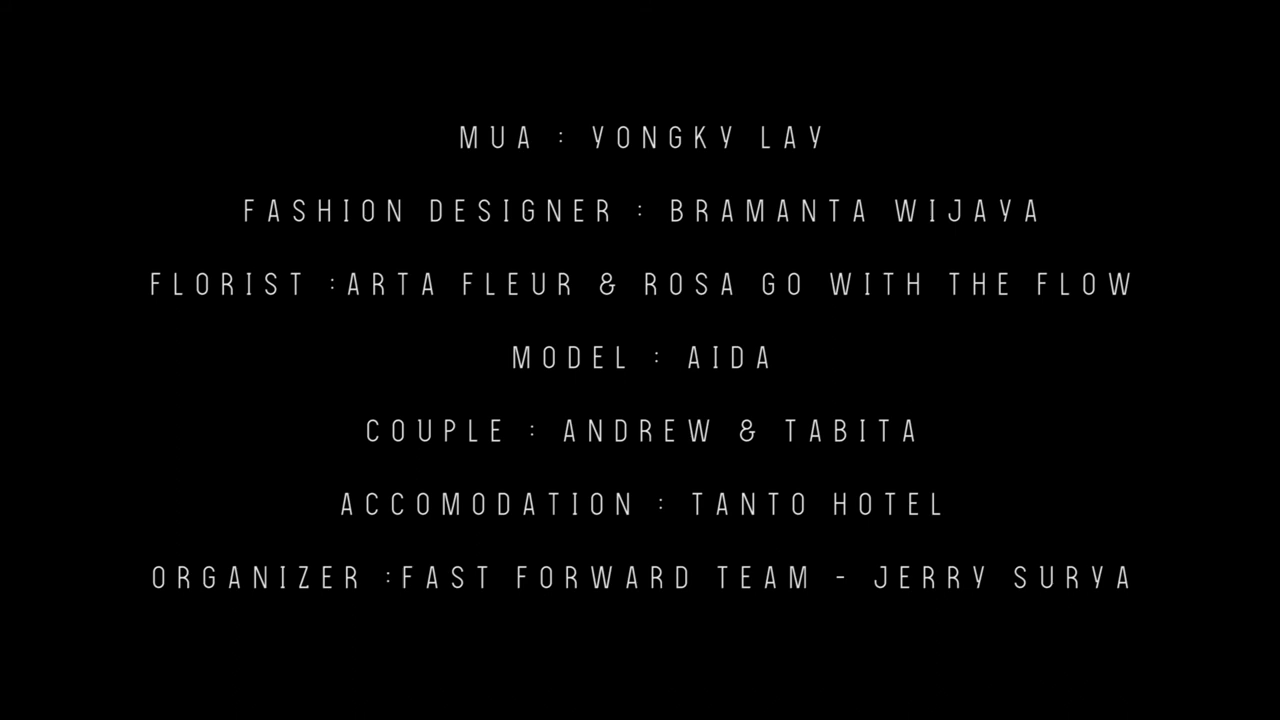 MUA : YONGKY LAY
FASHION DESIGNER : BRAMANTA WIJAYA
FLORIST :ARTA FLEUR & ROSA GO WITH THE FLOW
MODEL : AIDA
COUPLE : ANDREW & TABITA
ACCOMODATION : TANTO HOTEL
ORGANIZER :FAST FORWARD TEAM - JERRY SURYA